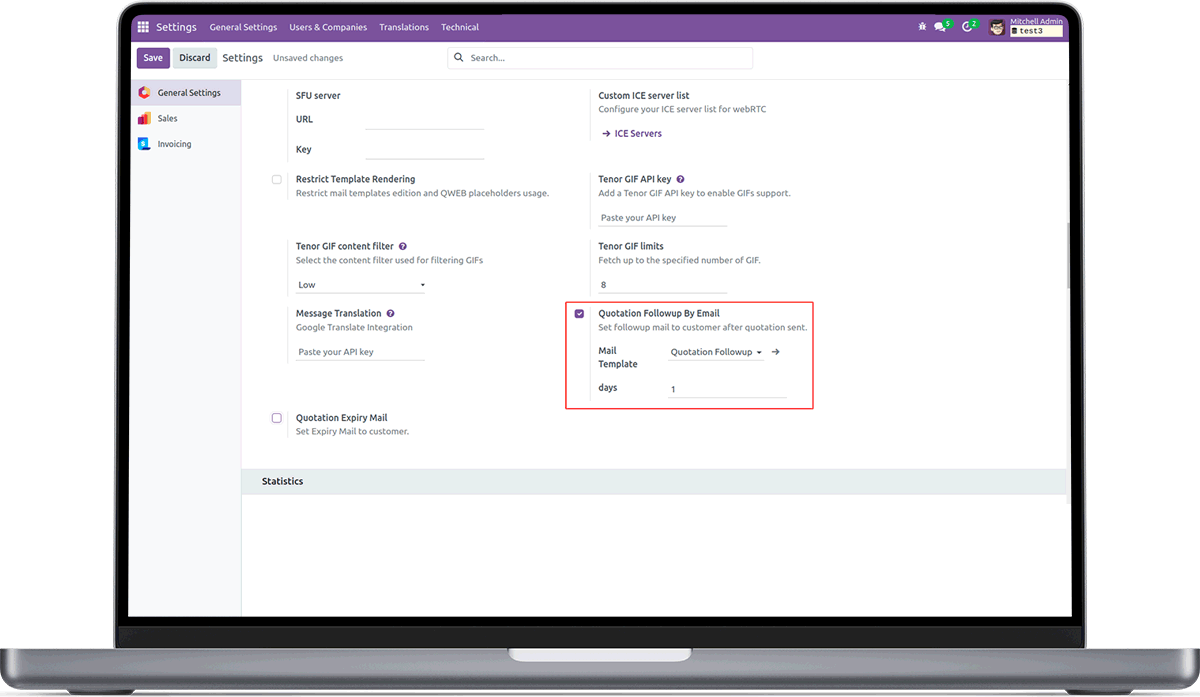 Settings
General Settings
Users & Companies
Translations
Technical
5
2
Mitchell Admin
test3
Save
Discard
Settings
Unsaved changes
Search...
General Settings
Sales
Invoicing
SFU server
URL
Key
Custom ICE server list
Configure your ICE server list for webRTC
ICE Servers
Restrict Template Rendering
Restrict mail templates edition and QWEB placeholders usage.
Tenor GIF API key
Add a Tenor GIF API key to enable GIFs support.
Paste your API key
Tenor GIF content filter
Select the content filter used for filtering GIFs
Low
Tenor GIF limits
Fetch up to the specified number of GIF.
8
Message Translation
Google Translate Integration
Paste your API key
Quotation Followup By Email
Set followup mail to customer after quotation sent.
Mail
Template
Quotation Followup
days
1
Quotation Expiry Mail
Set Expiry Mail to customer.
Statistics